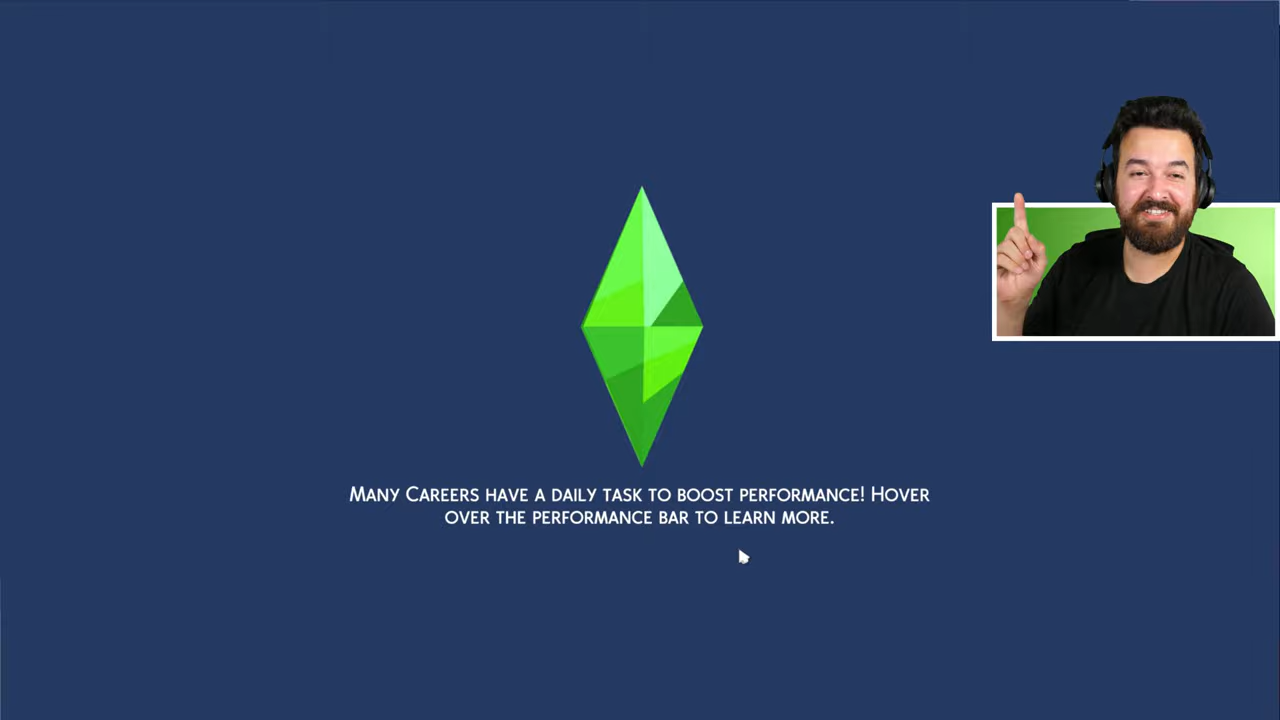 Many Careers have a daily task to boost performance! Hover
over the performance bar to learn more.